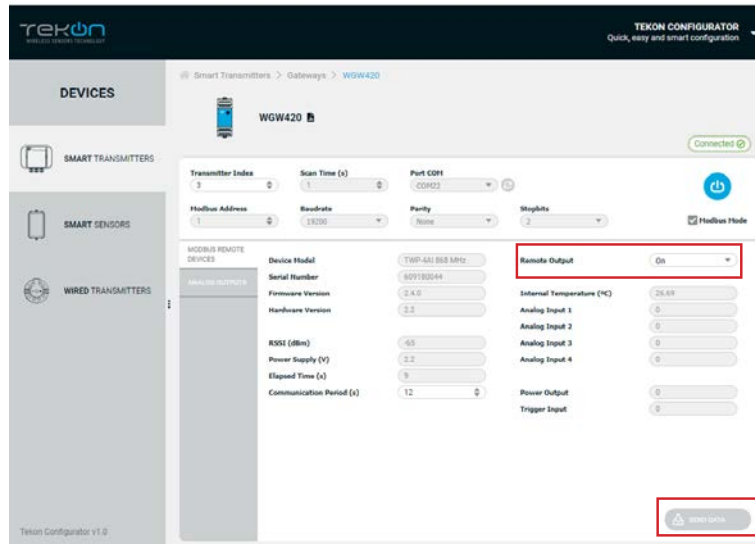 TEKON
WIRELESS SENSORS TECHNOLOGY
TEKON CONFIGURATOR
Quick, easy and smart configuration
DEVICES
SMART TRANSMITTERS
SMART SENSORS
WIRED TRANSMITTERS
Tekon Configurator v1.0
Smart Transmitters > Gateways > WGW420
WGW420
Connected
Transmitter Index
3
Scan Time (s)
1
Port COM
COM22
Modbus Address
1
Baudrate
19200
Parity
None
Stopbits
2
Modbus Mode
MODBUS REMOTE
DEVICES
ANALOG OUTPUTS
Device Model
TWP-4AI 868 MHz
Serial Number
609180044
Firmware Version
2.4.0
Hardware Version
2.2
RSSI (dBm)
-65
Power Supply (V)
2.2
Elapsed Time (s)
9
Communication Period (s)
12
Remote Output
On
Internal Temperature (ºC)
26.69
Analog Input 1
0
Analog Input 2
0
Analog Input 3
0
Analog Input 4
0
Power Output
0
Trigger Input
0
SEND DATA